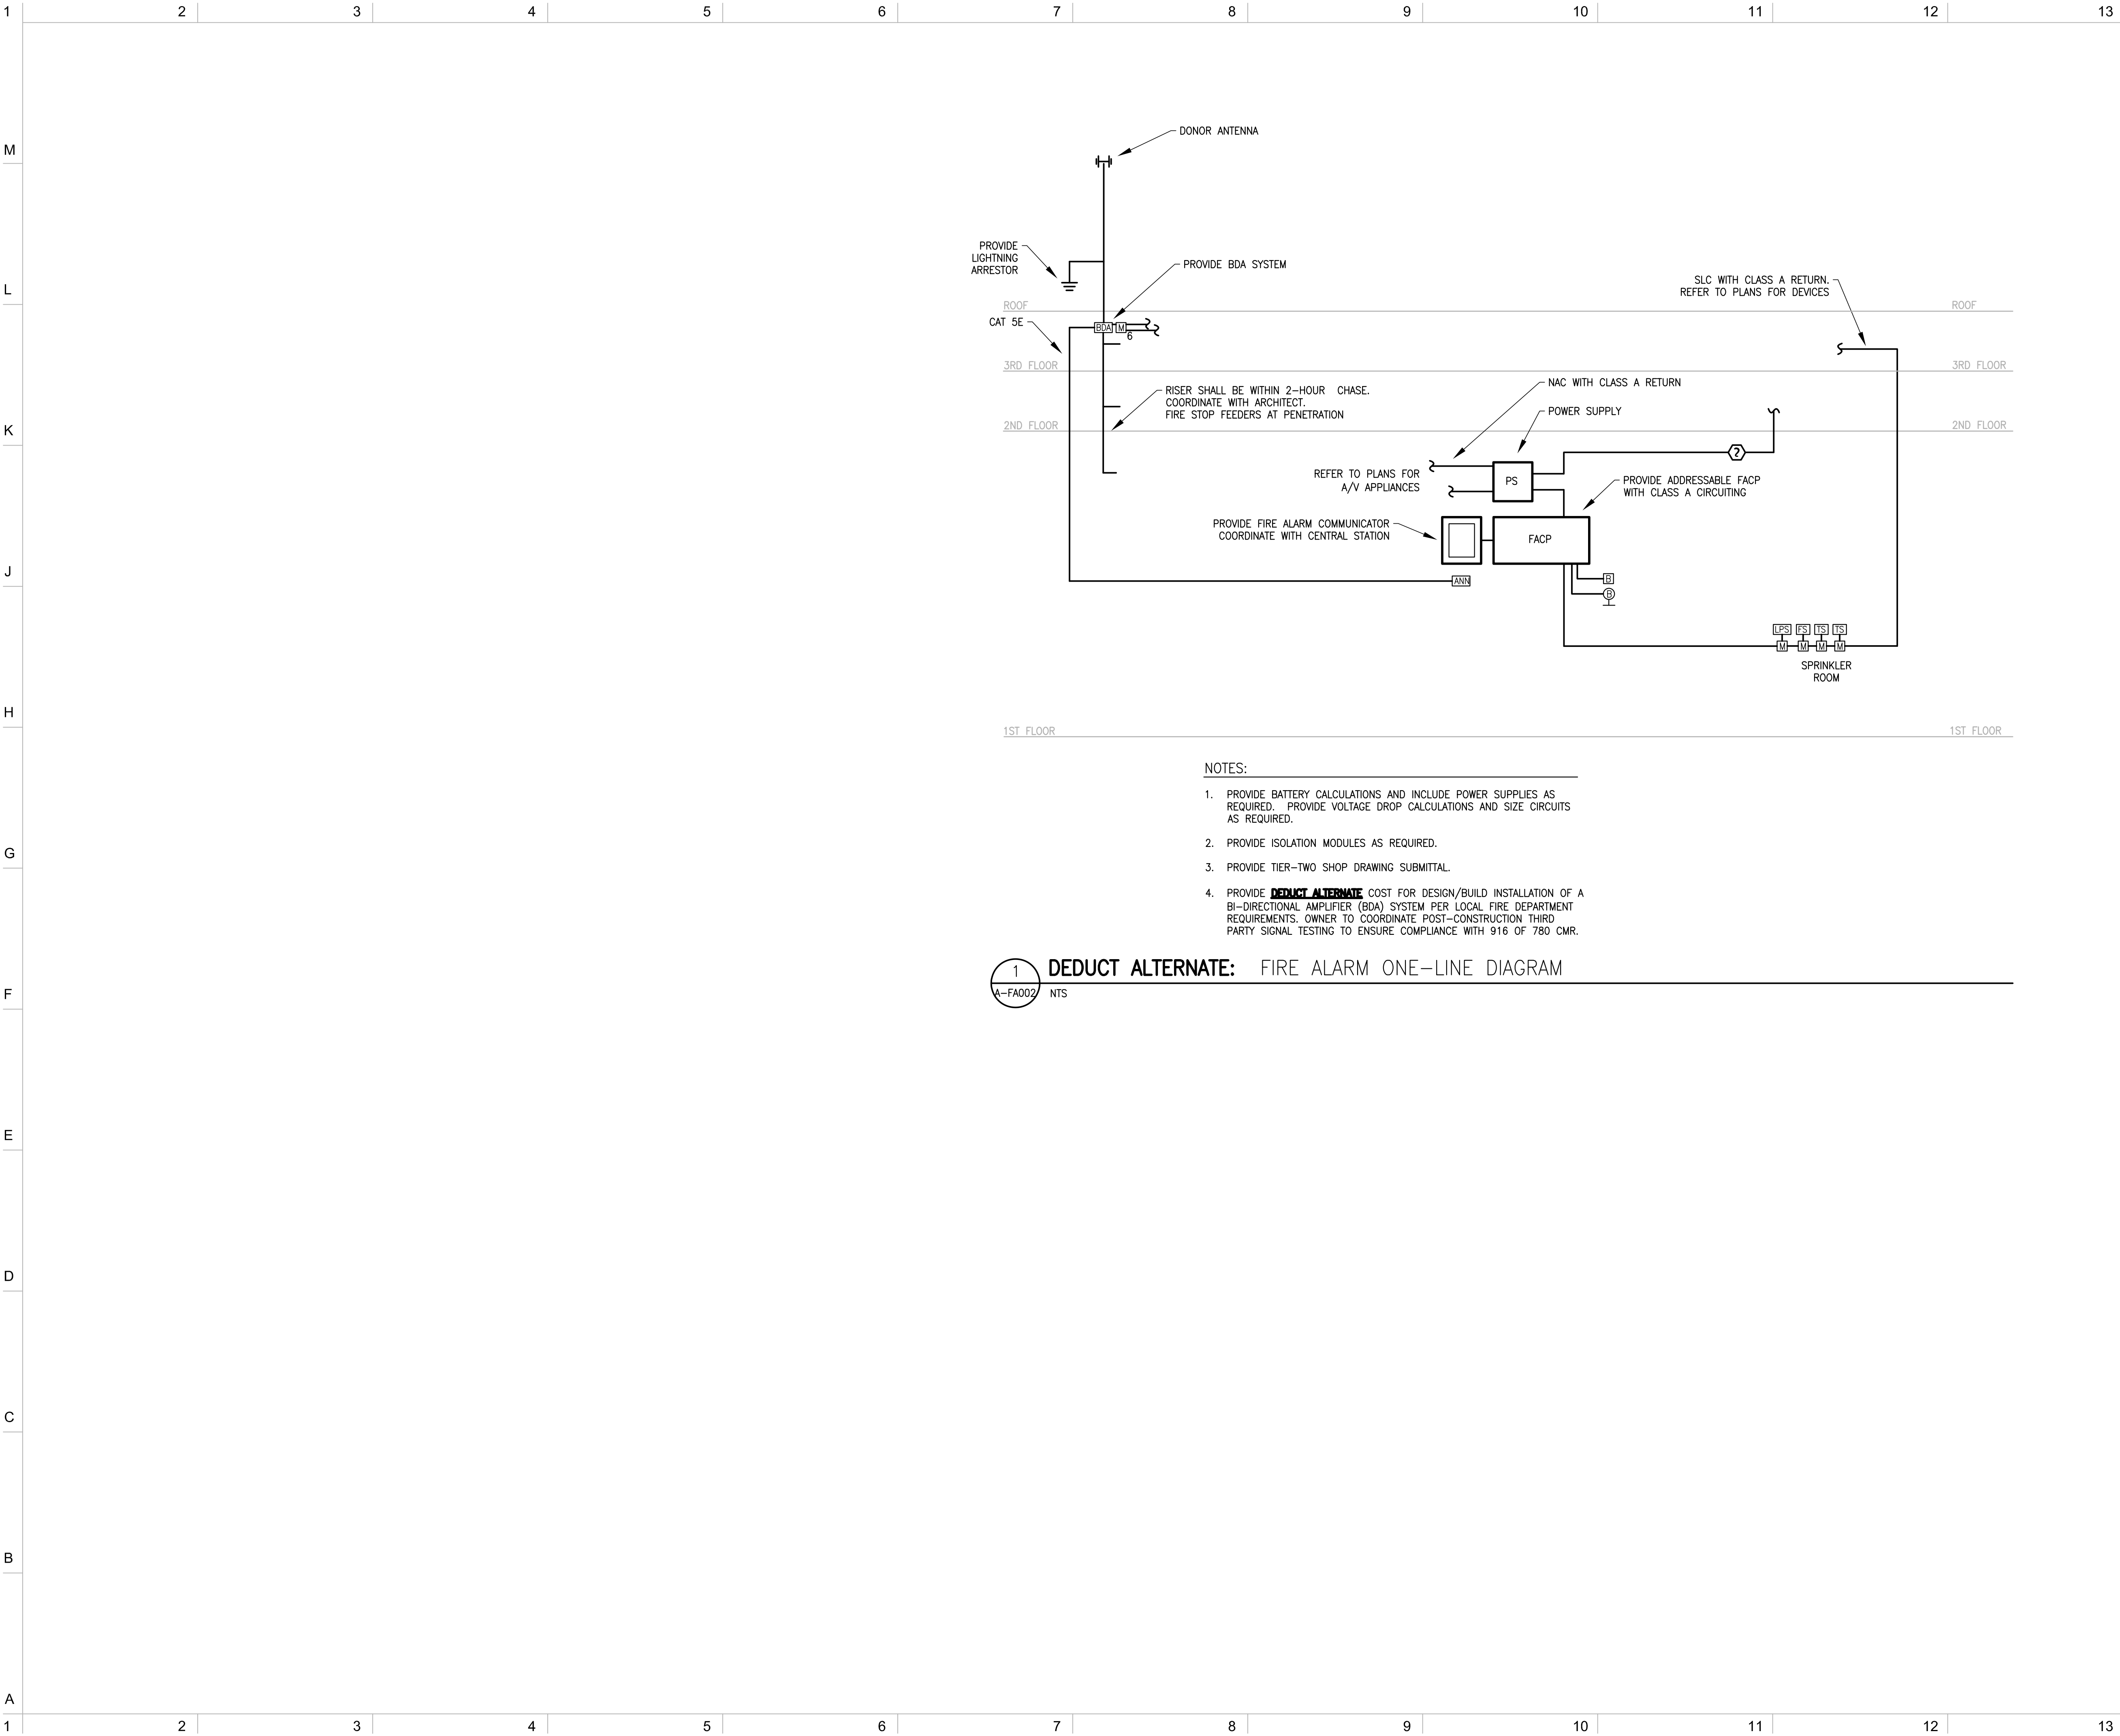 1 2 3 4 5 6 7 8 9 10 11 12 13
M
L
K
J
H
G
F
E
D
C
B
A
DONOR ANTENNA
PROVIDE
LIGHTNING
ARRESTOR
PROVIDE BDA SYSTEM
SLC WITH CLASS A RETURN.
REFER TO PLANS FOR DEVICES
ROOF
ROOF
CAT 5E
BDA
M
6
3RD FLOOR
3RD FLOOR
RISER SHALL BE WITHIN 2-HOUR CHASE.
COORDINATE WITH ARCHITECT.
FIRE STOP FEEDERS AT PENETRATION
NAC WITH CLASS A RETURN
POWER SUPPLY
2ND FLOOR
2ND FLOOR
2
REFER TO PLANS FOR
A/V APPLIANCES
PS
PROVIDE ADDRESSABLE FACP
WITH CLASS A CIRCUITING
PROVIDE FIRE ALARM COMMUNICATOR
COORDINATE WITH CENTRAL STATION
FACP
ANN
B
B
LPS FS TS TS
M M M M
SPRINKLER
ROOM
1ST FLOOR
1ST FLOOR
NOTES:
1. PROVIDE BATTERY CALCULATIONS AND INCLUDE POWER SUPPLIES AS
REQUIRED. PROVIDE VOLTAGE DROP CALCULATIONS AND SIZE CIRCUITS
AS REQUIRED.
2. PROVIDE ISOLATION MODULES AS REQUIRED.
3. PROVIDE TIER-TWO SHOP DRAWING SUBMITTAL.
4. PROVIDE DEDUCT ALTERNATE COST FOR DESIGN/BUILD INSTALLATION OF A
BI-DIRECTIONAL AMPLIFIER (BDA) SYSTEM PER LOCAL FIRE DEPARTMENT
REQUIREMENTS. OWNER TO COORDINATE POST-CONSTRUCTION THIRD
PARTY SIGNAL TESTING TO ENSURE COMPLIANCE WITH 916 OF 780 CMR.
1
DEDUCT ALTERNATE: FIRE ALARM ONE-LINE DIAGRAM
A-FA002
NTS
1 2 3 4 5 6 7 8 9 10 11 12 13